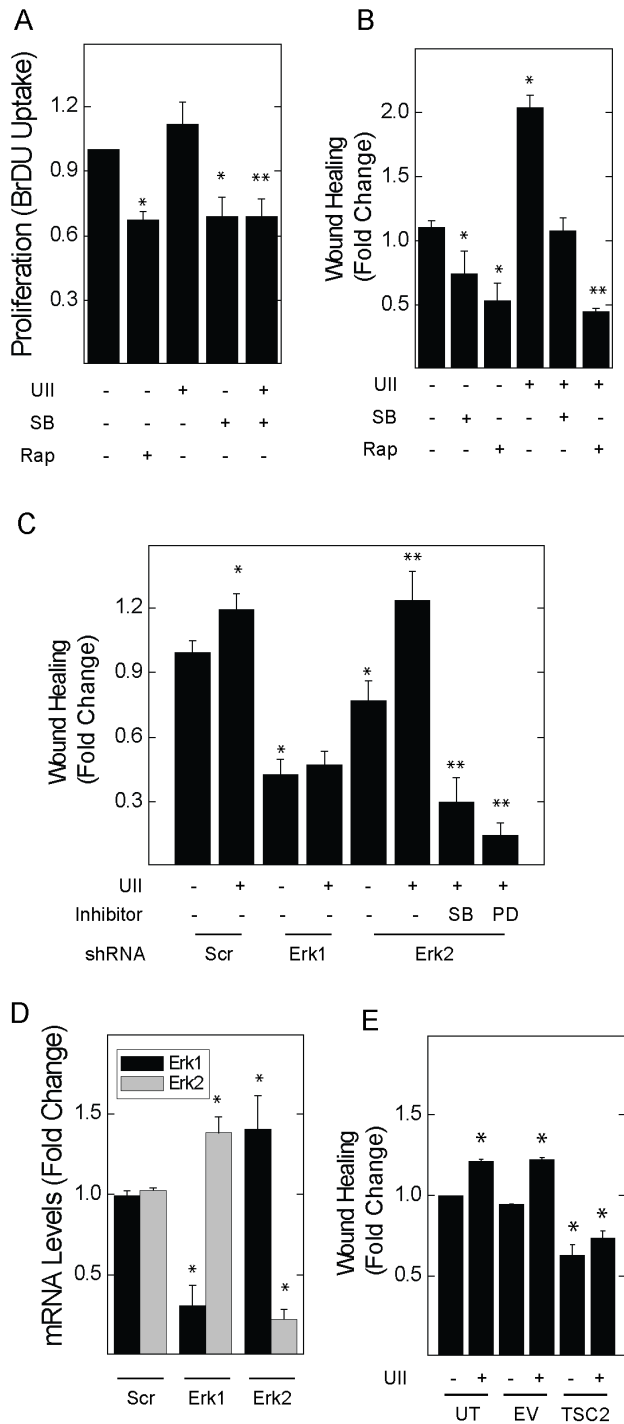 A
Proliferation (BrDU Uptake)
1.2
0.9
0.6
0.3
*
*
**
UII - - + - +
SB - - - + +
Rap - + - - -
B
Wound Healing
(Fold Change)
2.0
1.0
0.5
*
*
*
**
UII - - - + + +
SB - + - - + -
Rap - - + - - +
C
Wound Healing
(Fold Change)
1.2
0.9
0.6
0.3
*
*
*
**
**
**
UII - + - + - + + +
Inhibitor - - - - - - SB PD
shRNA Scr Erk1 Erk2
D
mRNA Levels (Fold Change)
1.5
1.0
0.5
Erk1
Erk2
*
*
*
*
Scr Erk1 Erk2
E
Wound Healing
(Fold Change)
1.5
1.0
0.5
*
*
*
*
UII - + - + - +
UT EV TSC2